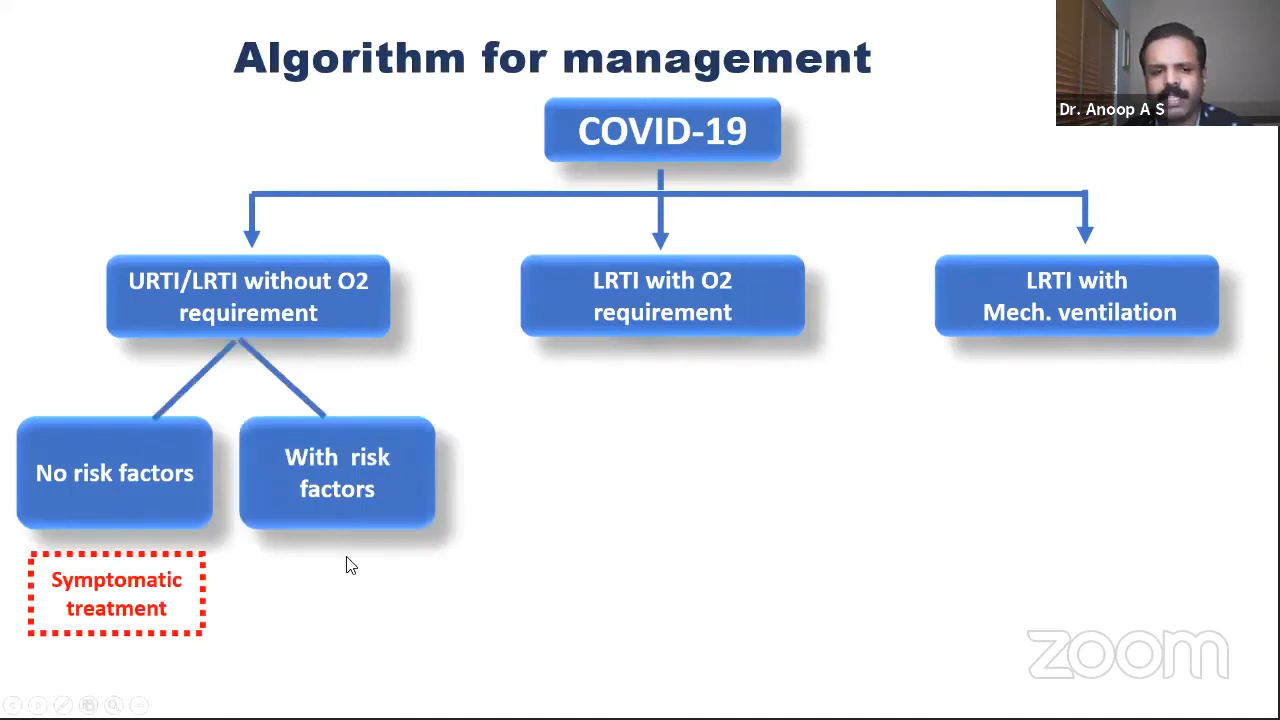 Algorithm for management
Dr. Anoop A S
COVID-19
URTI/LRTI without O2
requirement
LRTI with O2
requirement
LRTI with
Mech. ventilation
No risk factors
With risk
factors
Symptomatic
treatment
zoom